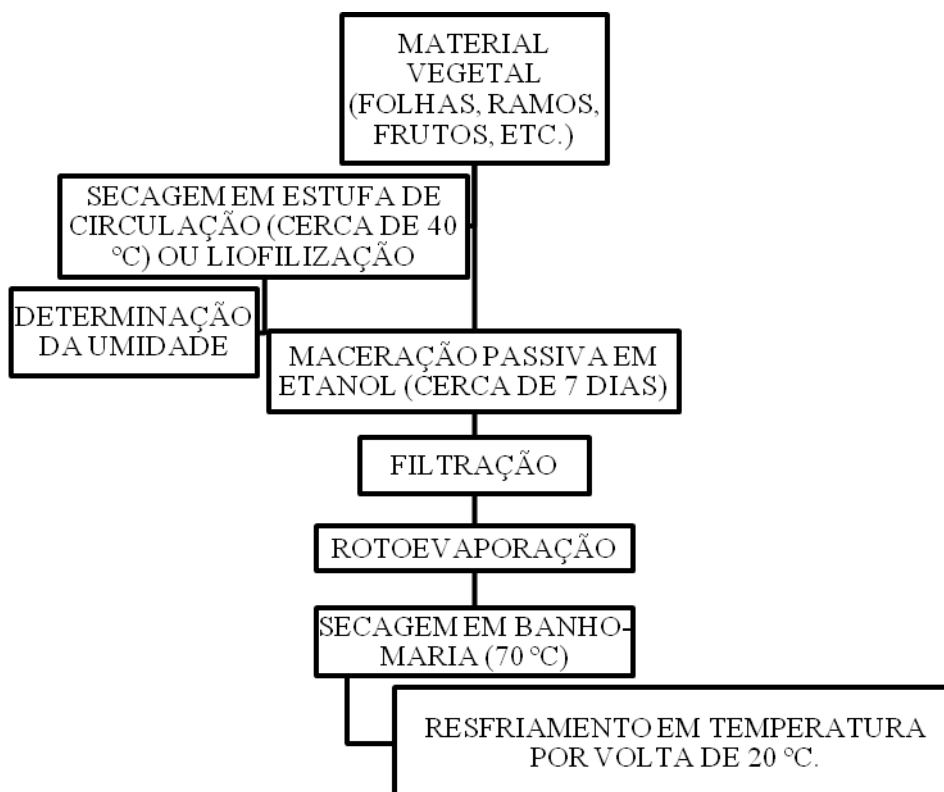 MATERIAL
VEGETAL
(FOLHAS, RAMOS,
FRUTOS, ETC.)
SECAGEM EM ESTUFA DE
CIRCULAÇÃO (CERCA DE 40
°C) OU LIOFILIZAÇÃO
DETERMINAÇÃO
DA UMIDADE
MACERAÇÃO PASSIVA EM
ETANOL (CERCA DE 7 DIAS)
FILTRAÇÃO
ROTOEVAPORAÇÃO
SECAGEM EM BANHO-
MARIA (70 °C)
RESFRIAMENTO EM TEMPERATURA
POR VOLTA DE 20 °C.